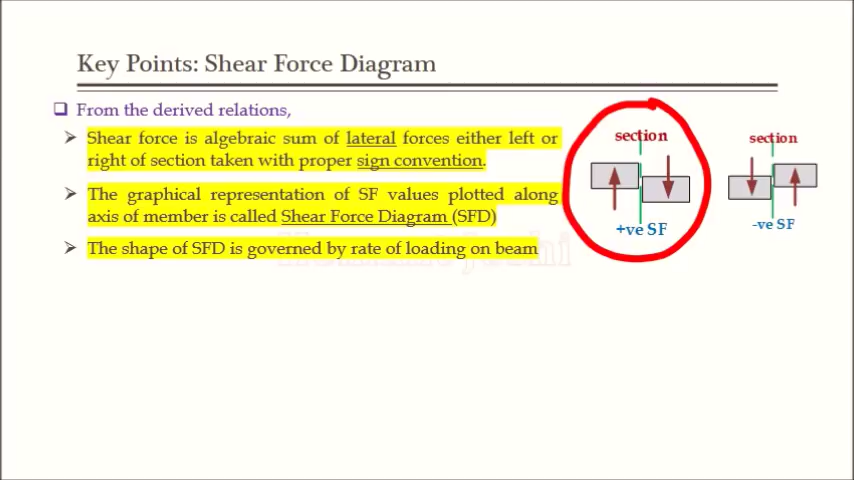 Key Points: Shear Force Diagram
From the derived relations,
Shear force is algebraic sum of lateral forces either left or
right of section taken with proper sign convention.
The graphical representation of SF values plotted along
axis of member is called Shear Force Diagram (SFD)
The shape of SFD is governed by rate of loading on beam
section
+ve SF
section
-ve SF